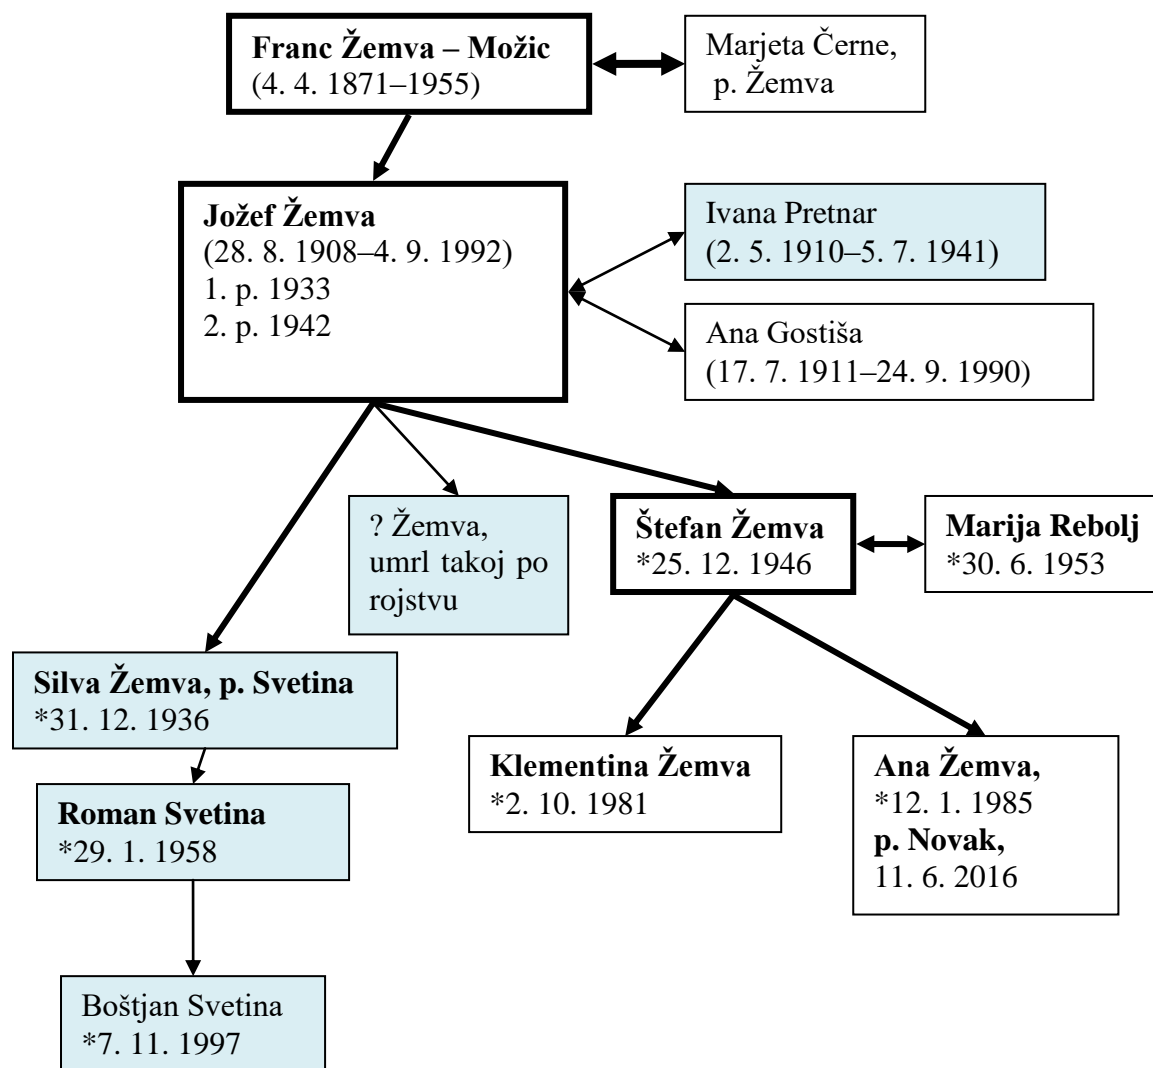 Franc Žemva – Možic
(4. 4. 1871–1955)
Marjeta Černe,
p. Žemva
Jožef Žemva
(28. 8. 1908–4. 9. 1992)
1. p. 1933
2. p. 1942
Ivana Pretnar
(2. 5. 1910–5. 7. 1941)
Ana Gostiša
(17. 7. 1911–24. 9. 1990)
? Žemva,
umrl takoj po
rojstvu
Štefan Žemva
*25. 12. 1946
Marija Rebolj
*30. 6. 1953
Silva Žemva, p. Svetina
*31. 12. 1936
Klementina Žemva
*2. 10. 1981
Ana Žemva,
*12. 1. 1985
p. Novak,
11. 6. 2016
Roman Svetina
*29. 1. 1958
Boštjan Svetina
*7. 11. 1997